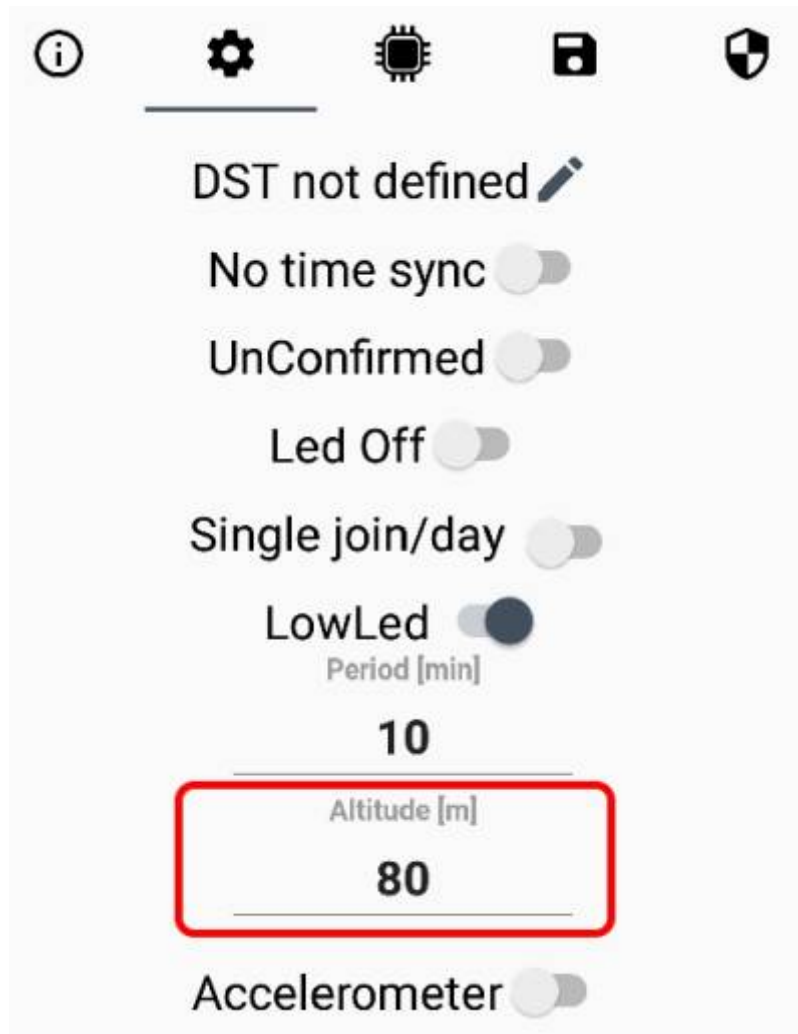 DST not defined
No time sync
UnConfirmed
Led Off
Single join/day
LowLed
Period [min]
10
Altitude [m]
80
Accelerometer